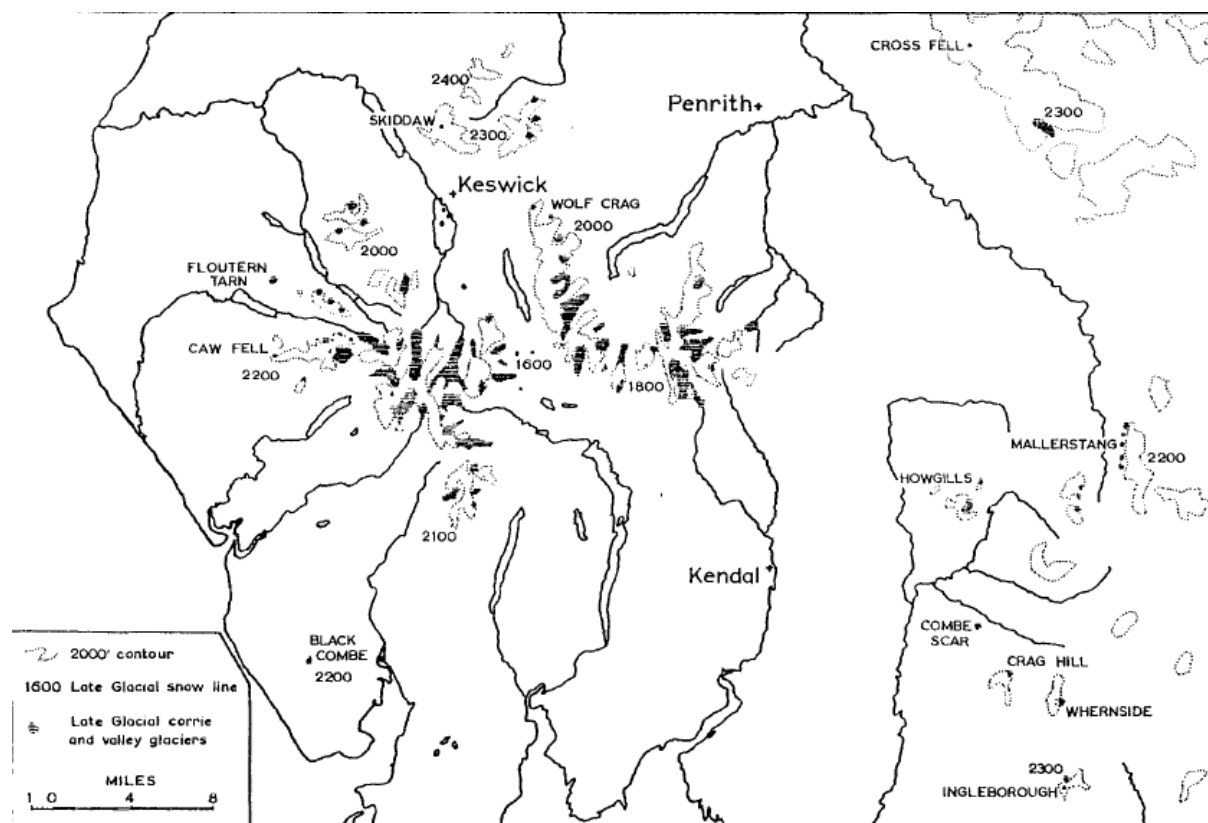 CROSS FELL
2400
Penrith
SKIDDAW
2300
2300
Keswick
WOLF CRAG
2000
2000
FLOUTERN
TARN
CAW FELL
2200
1600
1800
MALLERSTANG
2200
HOWGILLS
2100
Kendal
COMBE
SCAR
BLACK
COMBE
2200
CRAG HILL
WHERNSIDE
2300
INGLEBOROUGH
2000' contour
1600 Late Glacial snow line
Late Glacial corrie
and valley glaciers
MILES
1 0 4 8